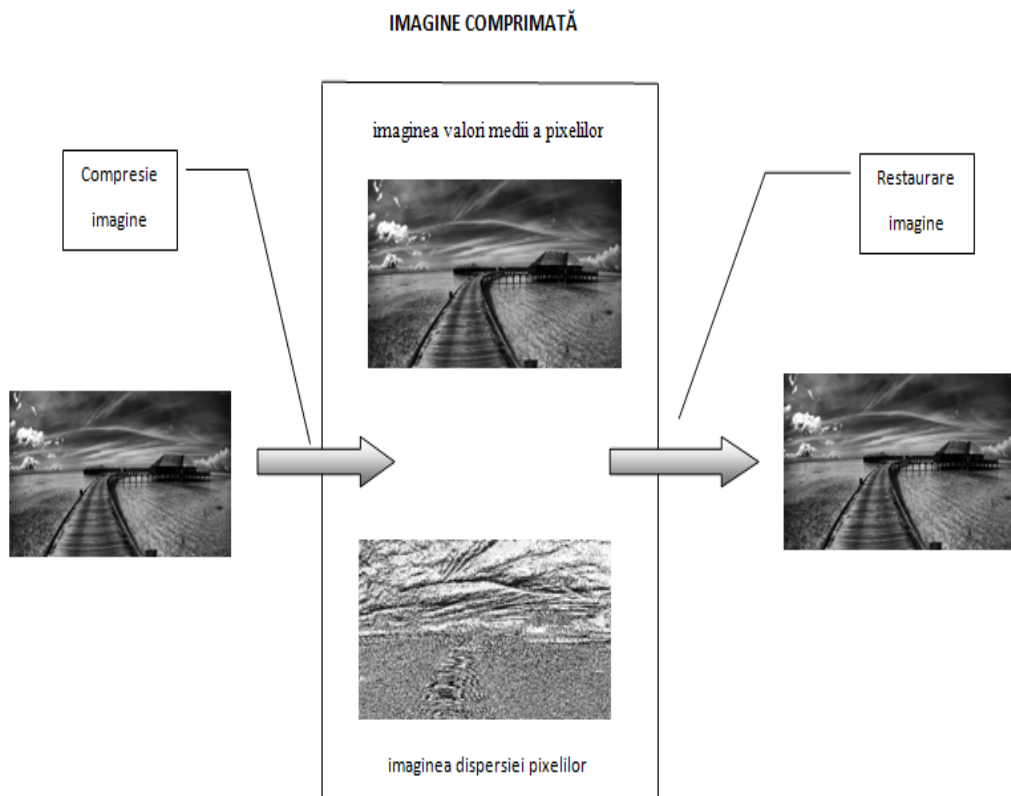 IMAGINE COMPRIMATĂ
imaginea valori medii a pixelilor
Compresie
imagine
Restaurare
imagine
imaginea dispersiei pixelilor